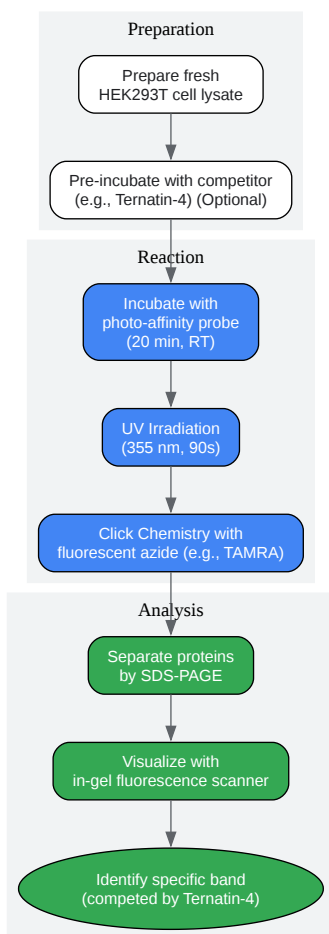 Preparation
Prepare fresh
HEK293T cell lysate
Pre-incubate with competitor
(e.g., Ternatin-4) (Optional)
Reaction
Incubate with
photo-affinity probe
(20 min, RT)
UV Irradiation
(355 nm, 90s)
Click Chemistry with
fluorescent azide (e.g., TAMRA)
Analysis
Separate proteins
by SDS-PAGE
Visualize with
in-gel fluorescence scanner
Identify specific band
(competed by Ternatin-4)